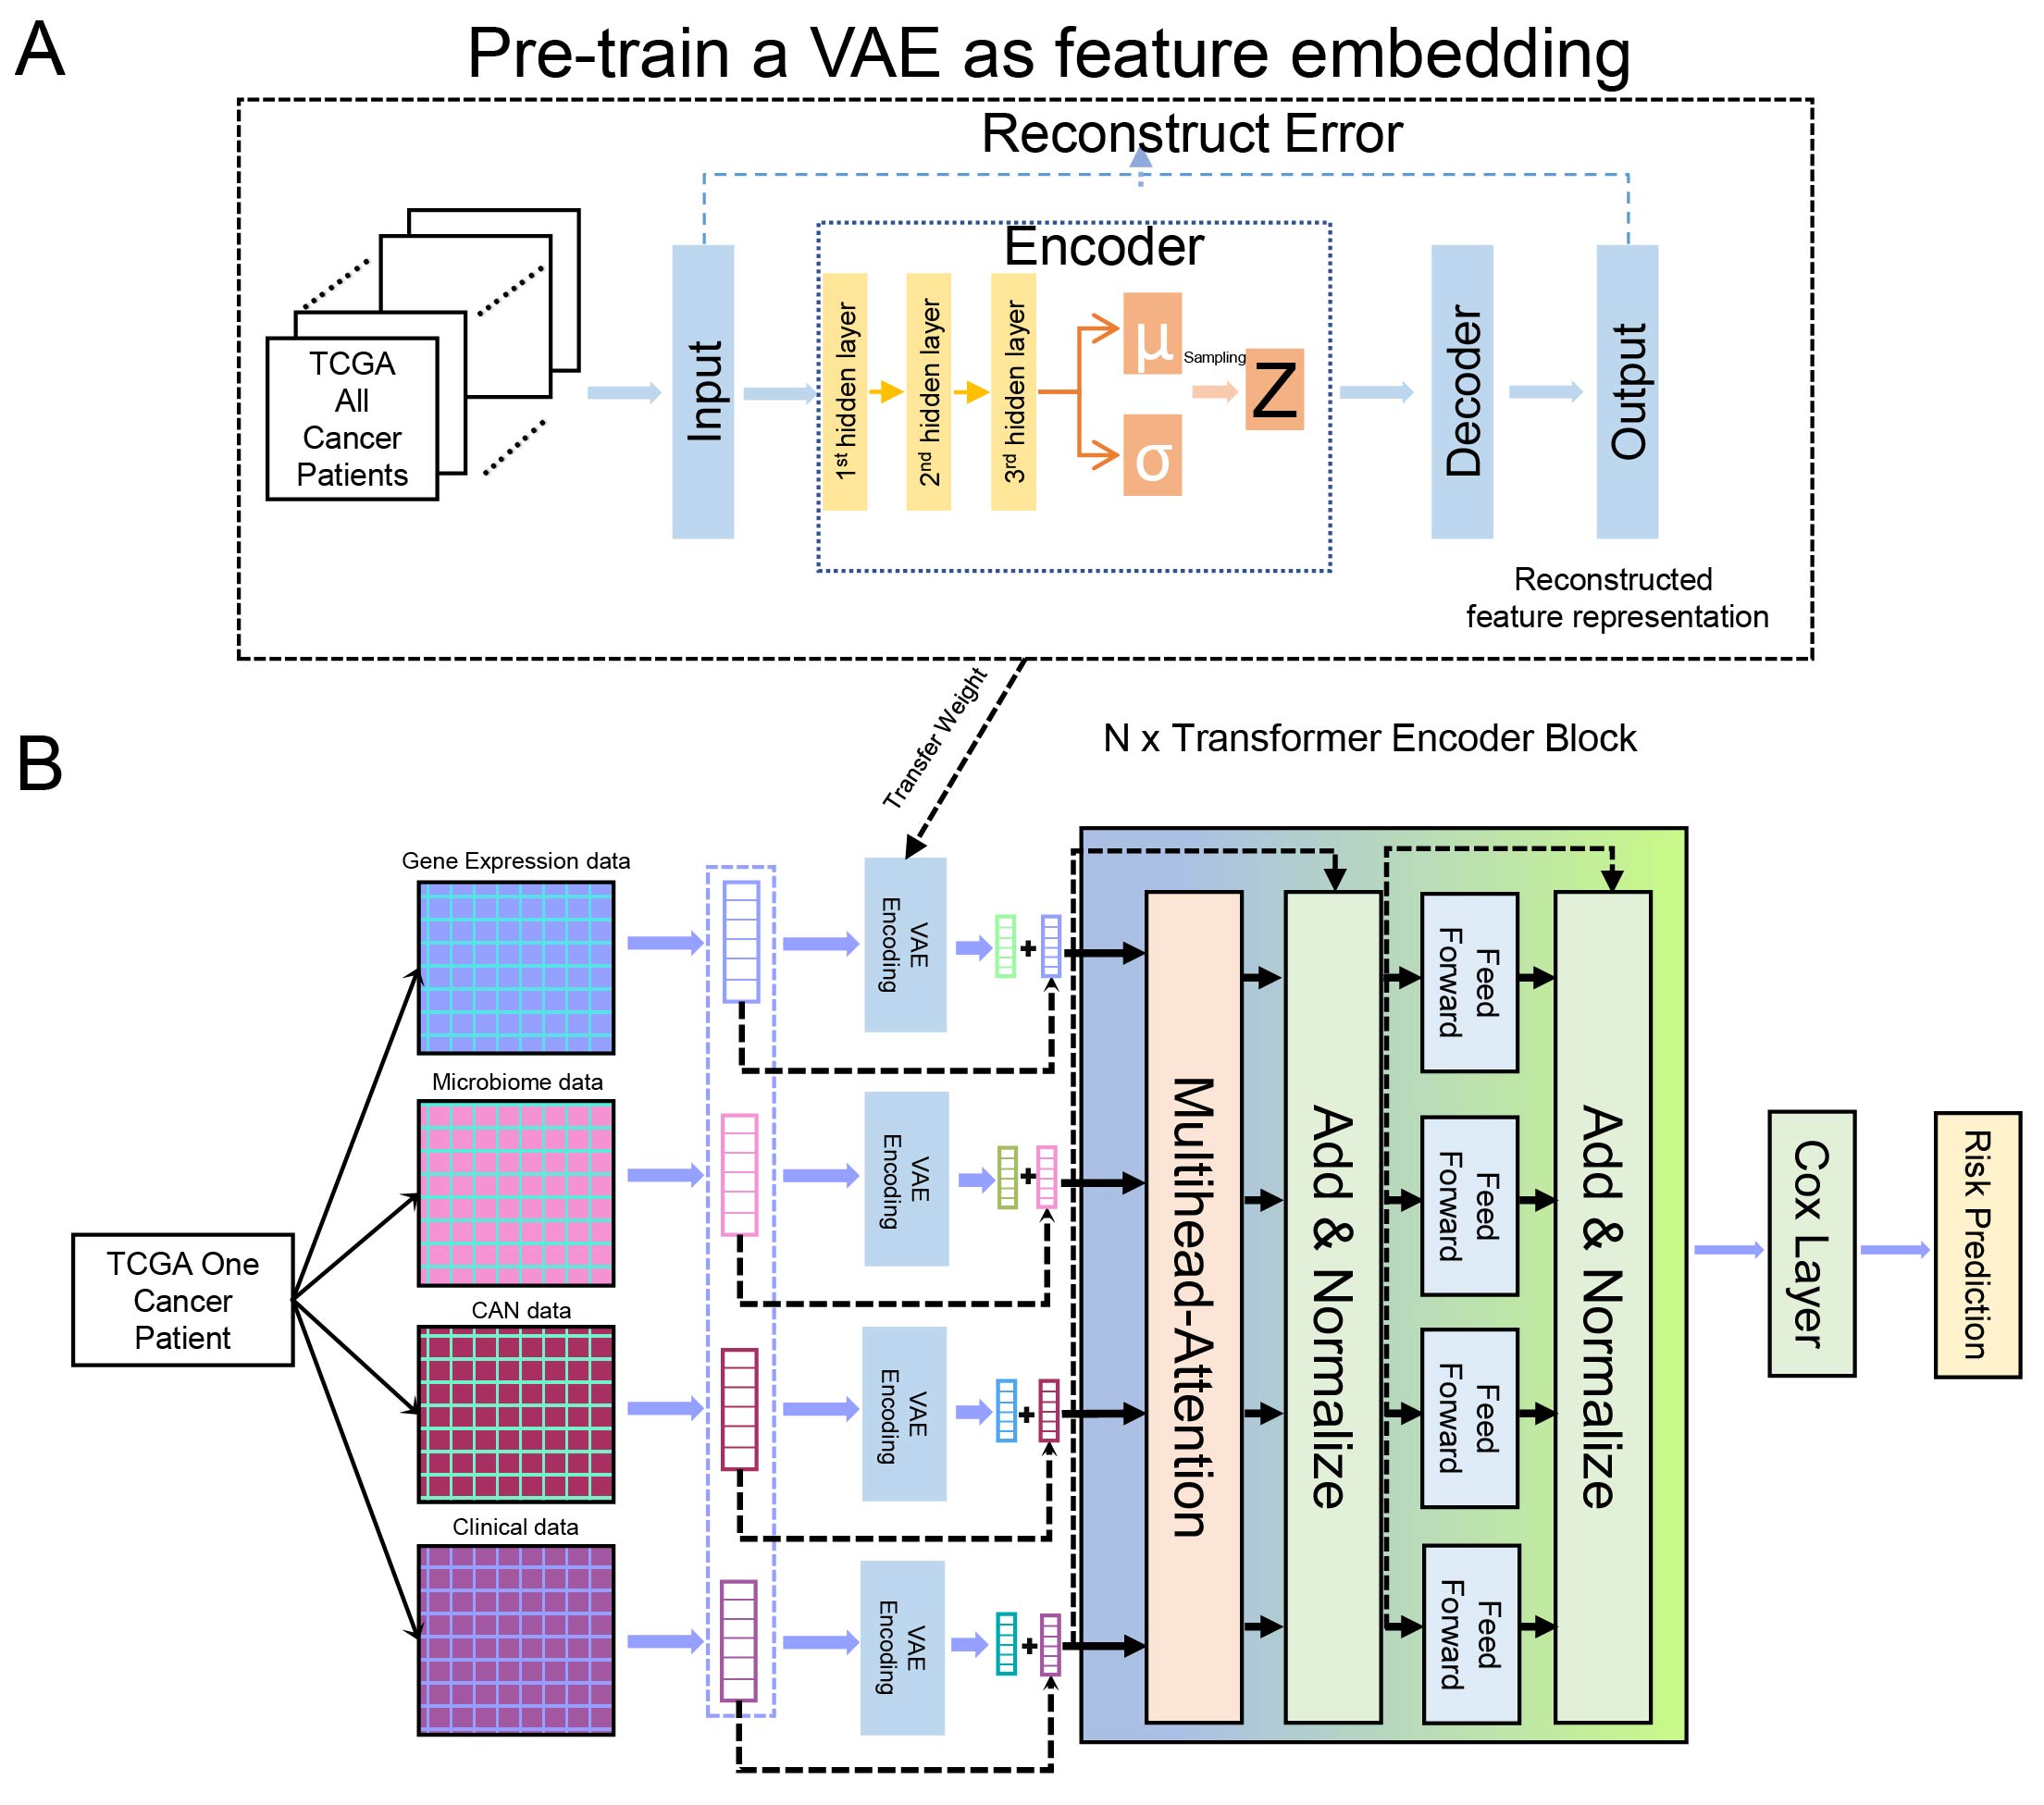 A
Pre-train a VAE as feature embedding
Reconstruct Error
Encoder
TCGA
All
Cancer
Patients
Input
1st hidden layer
2nd hidden layer
3rd hidden layer
μ
σ
Sampling
Z
Decoder
Output
Reconstructed
feature representation
Transfer Weight
B
N x Transformer Encoder Block
TCGA One
Cancer
Patient
Gene Expression data
Microbiome data
CAN data
Clinical data
VAE
Encoding
+
VAE
Encoding
+
VAE
Encoding
+
VAE
Encoding
+
Multihead-Attention
Add & Normalize
Feed
Forward
Feed
Forward
Feed
Forward
Feed
Forward
Add & Normalize
Cox Layer
Risk Prediction